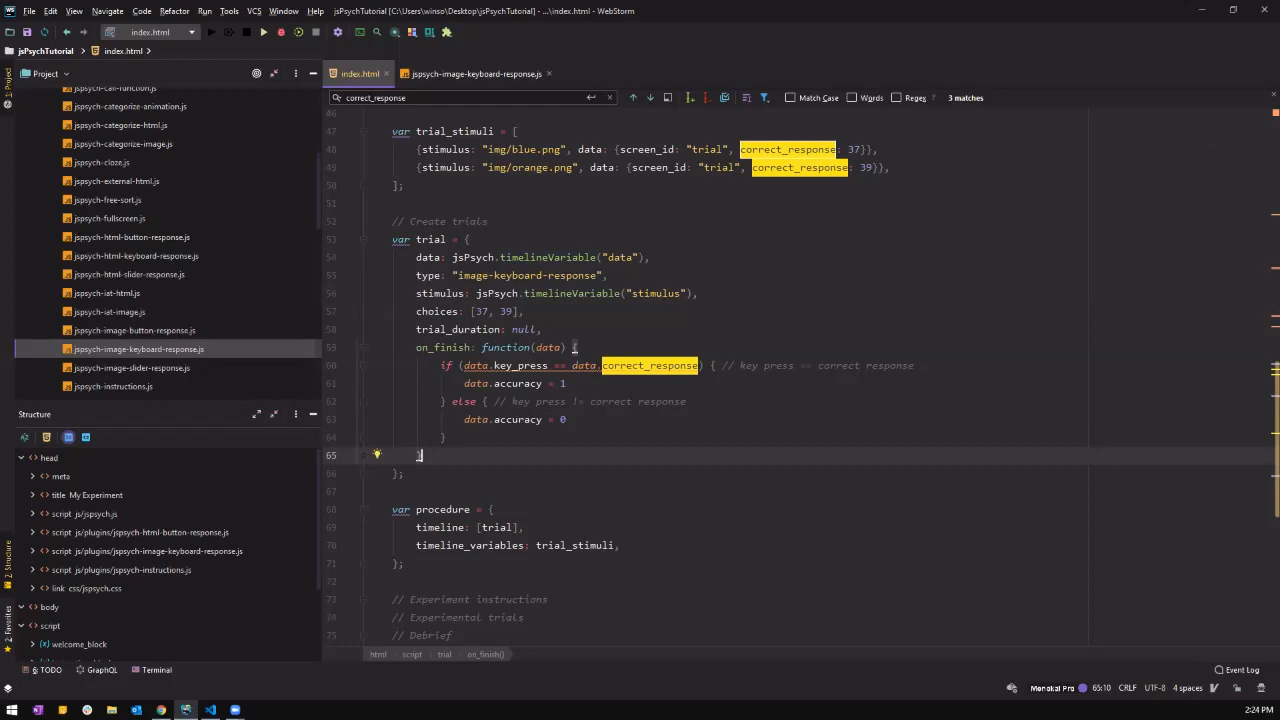 File Edit View Navigate Code Refactor Run Tools VCS Window Help jsPsychTutorial [C:\Users\winso\Desktop\jsPsychTutorial] - ...\index.html - WebStorm
index.html
jsPsychTutorial index.html
1: Project
Project
index.html
jspsych-image-keyboard-response.js
correct_response
Match Case Words Regex ? 3 matches
jspsych-call-function.js
jspsych-categorize-animation.js
jspsych-categorize-html.js
jspsych-categorize-image.js
jspsych-cloze.js
jspsych-external-html.js
jspsych-free-sort.js
jspsych-fullscreen.js
jspsych-html-button-response.js
jspsych-html-keyboard-response.js
jspsych-html-slider-response.js
jspsych-iat-html.js
jspsych-iat-image.js
jspsych-image-button-response.js
jspsych-image-keyboard-response.js
jspsych-image-slider-response.js
jspsych-instructions.js
Structure
head
meta
title My Experiment
script js/jspsych.js
script js/plugins/jspsych-html-button-response.js
script js/plugins/jspsych-image-keyboard-response.js
script js/plugins/jspsych-instructions.js
link css/jspsych.css
body
script
welcome_block
2: Structure
2: Favorites
46
47 var trial_stimuli = [
48 {stimulus: "img/blue.png", data: {screen_id: "trial", correct_response: 37}},
49 {stimulus: "img/orange.png", data: {screen_id: "trial", correct_response: 39}},
50 ];
51
52 // Create trials
53 var trial = {
54 data: jsPsych.timelineVariable("data"),
55 type: "image-keyboard-response",
56 stimulus: jsPsych.timelineVariable("stimulus"),
57 choices: [37, 39],
58 trial_duration: null,
59 on_finish: function(data) {
60 if (data.key_press == data.correct_response) { // key press == correct response
61 data.accuracy = 1
62 } else { // key press != correct response
63 data.accuracy = 0
64 }
65 }
66 };
67
68 var procedure = {
69 timeline: [trial],
70 timeline_variables: trial_stimuli,
71 };
72
73 // Experiment instructions
74 // Experimental trials
75 // Debrief
html script trial on_finish()
6: TODO GraphQL Terminal Event Log
Monokai Pro 65:10 CRLF UTF-8 4 spaces
2:24 PM